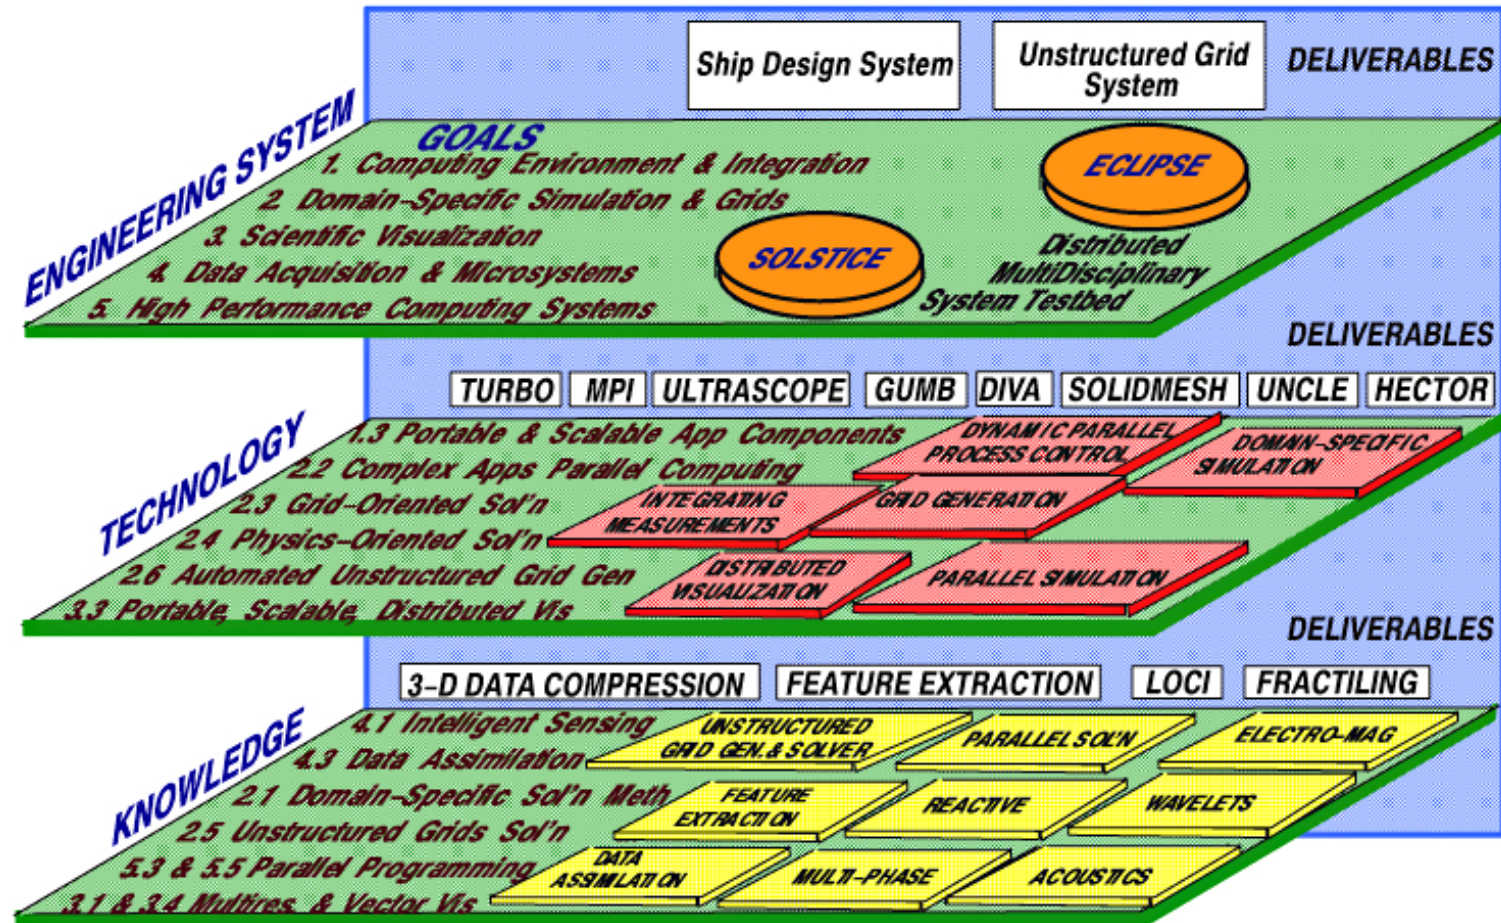 Ship Design System
Unstructured Grid
System
DELIVERABLES
ENGINEERING SYSTEM
GOALS
1. Computing Environment & Integration
2 Domain-Specific Simulation & Grids
3. Scientific Visualization
4. Data Acquisition & Microsystems
5. High Performance Computing Systems
ECLIPSE
SOLSTICE
Distributed
MultiDisciplinary
System Testbed
DELIVERABLES
TURBO
MPI
ULTRASCOPE
GUMB
DIVA
SOLIDMESH
UNCLE
HECTOR
TECHNOLOGY
1.3 Portable & Scalable App Components
2.2 Complex Apps Parallel Computing
2.3 Grid-Oriented Sol'n
2.4 Physics-Oriented Sol'n
2.6 Automated Unstructured Grid Gen
3.3 Portable, Scalable, Distributed Vis
DYNAMIC PARALLEL
PROCESS CONTROL
DOMAIN-SPECIFIC
SIMULATION
INTEGRATING
MEASUREMENTS
GRID GENERATION
DISTRIBUTED
VISUALIZATION
PARALLEL SIMULATION
DELIVERABLES
3-D DATA COMPRESSION
FEATURE EXTRACTION
LOCI
FRACTILING
KNOWLEDGE
4.1 Intelligent Sensing
4.3 Data Assimilation
2.1 Domain-Specific Sol'n Meth
2.5 Unstructured Grids Sol'n
5.3 & 5.5 Parallel Programming
3.1 & 3.4 Multires. & Vector Vis
UNSTRUCTURED
GRID GEN. & SOLVER
PARALLEL SOL'N
ELECTRO-MAG
FEATURE
EXTRACTION
REACTIVE
WAVELETS
DATA
ASSIMILATION
MULTI-PHASE
ACOUSTICS